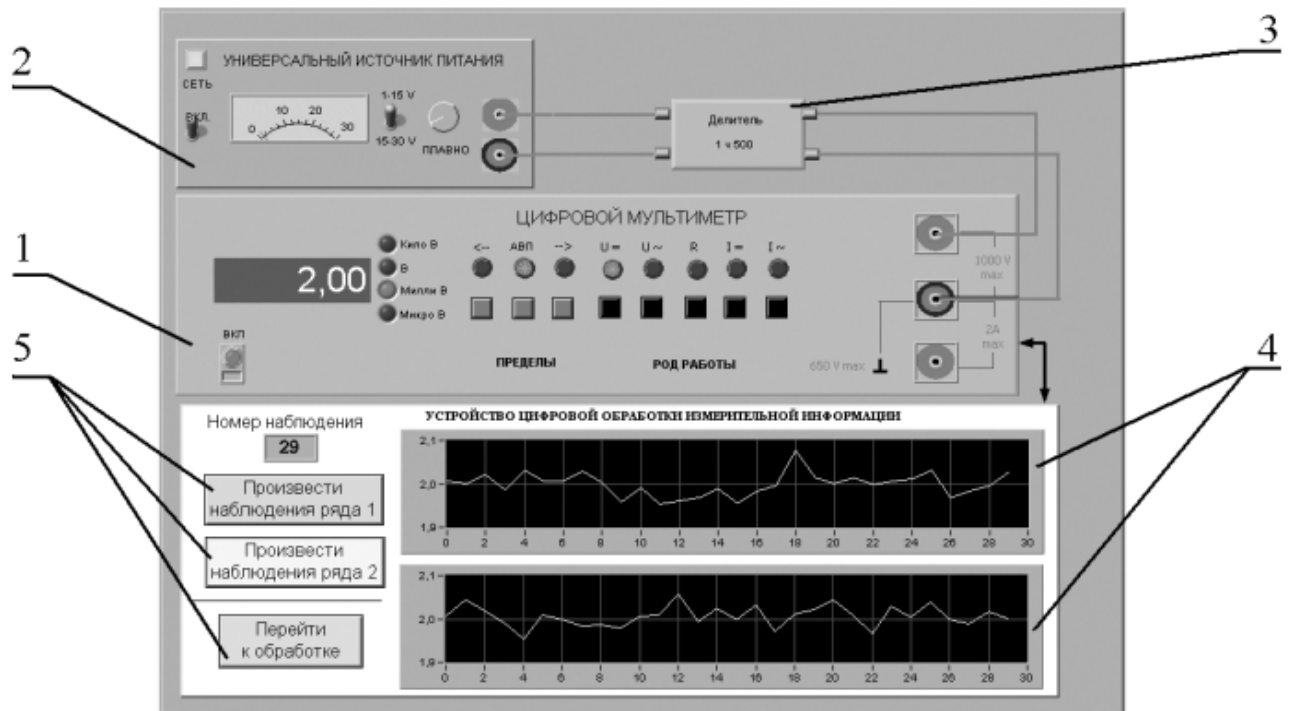 2
3
УНИВЕРСАЛЬНЫЙ ИСТОЧНИК ПИТАНИЯ
СЕТЬ
ВКЛ
0 10 20 30
1-15 V
15-30 V
ПЛАВНО
Делитель
1 ч 500
1
ЦИФРОВОЙ МУЛЬТИМЕТР
2,00
Кило В
В
Милли В
Микро В
<-- АВП --> U = U ~ R I = I ~
ВКЛ
ПРЕДЕЛЫ
РОД РАБОТЫ
1000 V
max
2A
max
650 V max
5
4
УСТРОЙСТВО ЦИФРОВОЙ ОБРАБОТКИ ИЗМЕРИТЕЛЬНОЙ ИНФОРМАЦИИ
Номер наблюдения
29
Произвести
наблюдения ряда 1
Произвести
наблюдения ряда 2
Перейти
к обработке
2,1
2,0
1,9
0 2 4 6 8 10 12 14 16 18 20 22 24 26 28 30
2,1
2,0
1,9
0 2 4 6 8 10 12 14 16 18 20 22 24 26 28 30